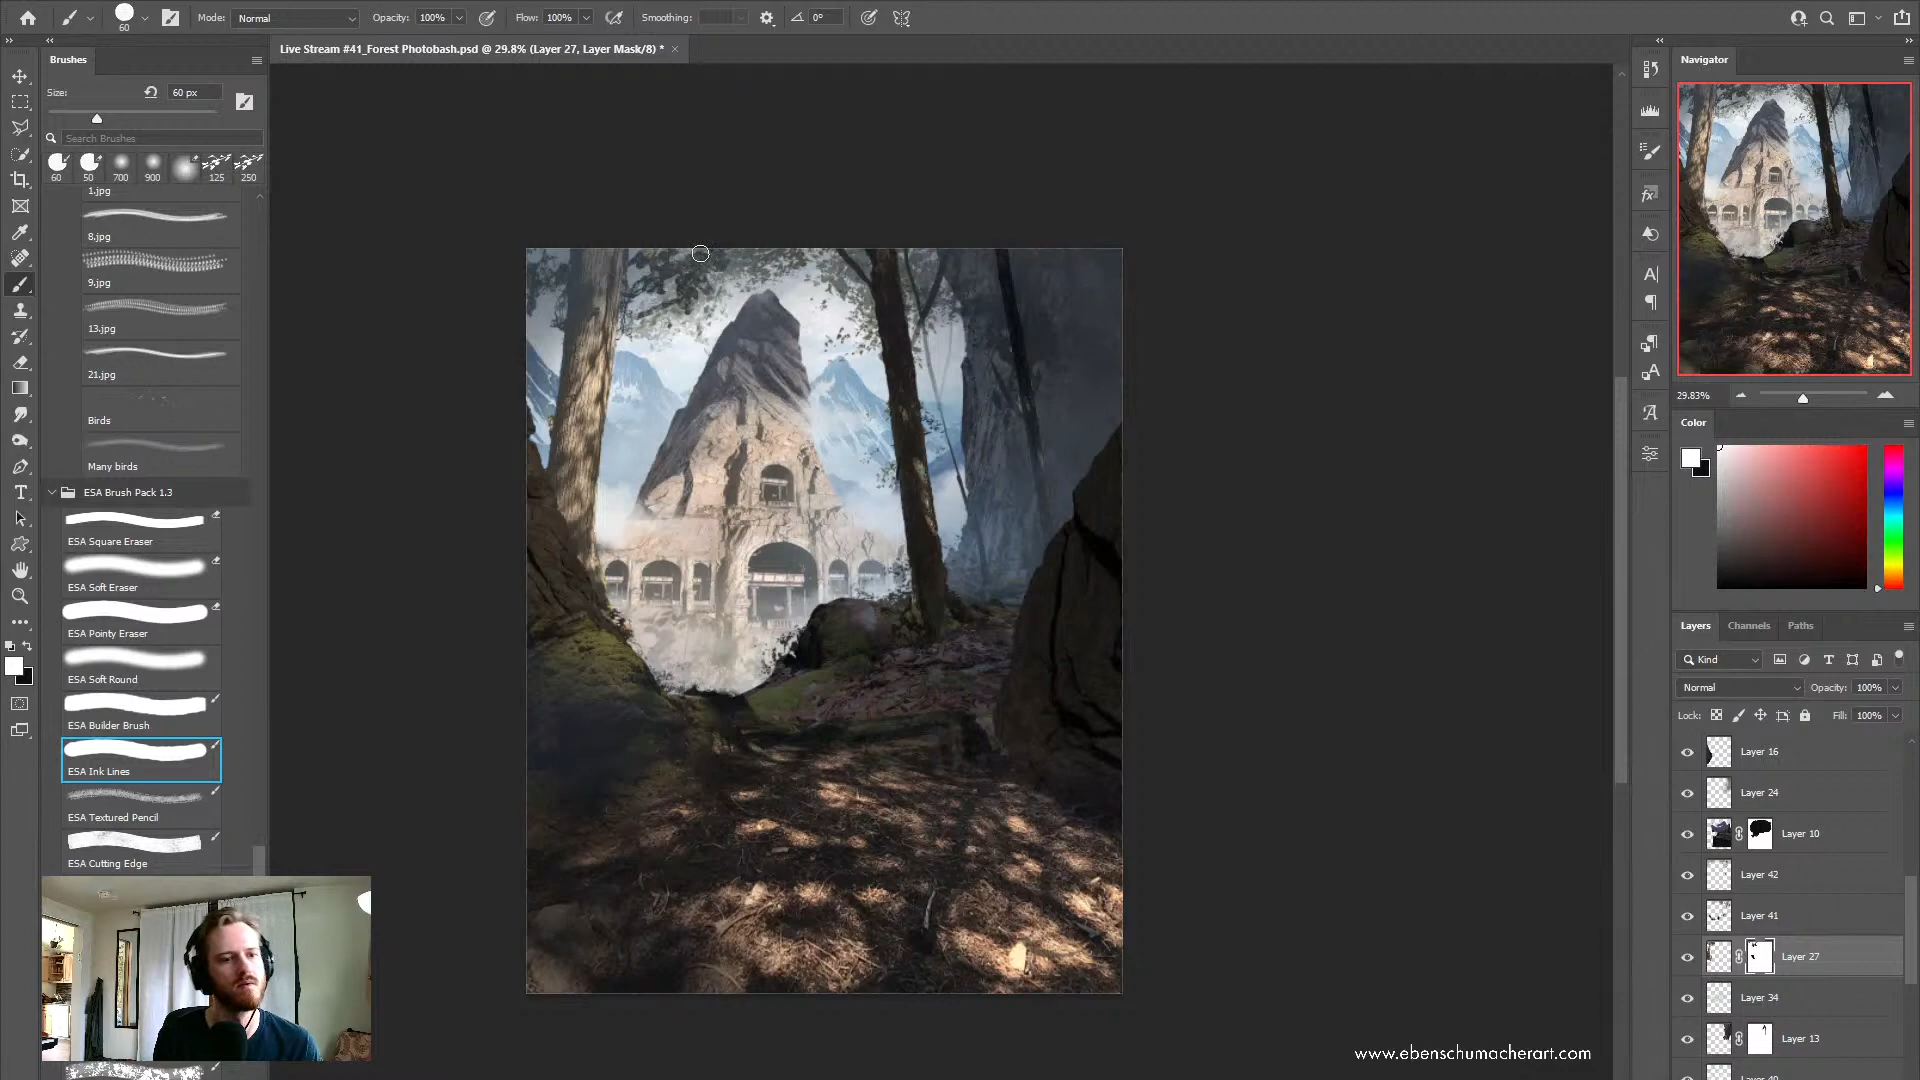 60
Mode: Normal
Opacity: 100%
Flow: 100%
Smoothing:
0°
Brushes
Live Stream #41_Forest Photobash.psd @ 29.8% (Layer 27, Layer Mask/8) *
Navigator
Size: 60 px
Search Brushes
60 50 700 900 125 250
1.jpg
8.jpg
9.jpg
13.jpg
21.jpg
Birds
Many birds
ESA Brush Pack 1.3
ESA Square Eraser
ESA Soft Eraser
ESA Pointy Eraser
ESA Soft Round
ESA Builder Brush
ESA Ink Lines
ESA Textured Pencil
ESA Cutting Edge
29.83%
Color
Layers Channels Paths
Kind
Normal Opacity: 100%
Lock: Fill: 100%
Layer 16
Layer 24
Layer 10
Layer 42
Layer 41
Layer 27
Layer 34
Layer 13
www.ebenschumacherart.com